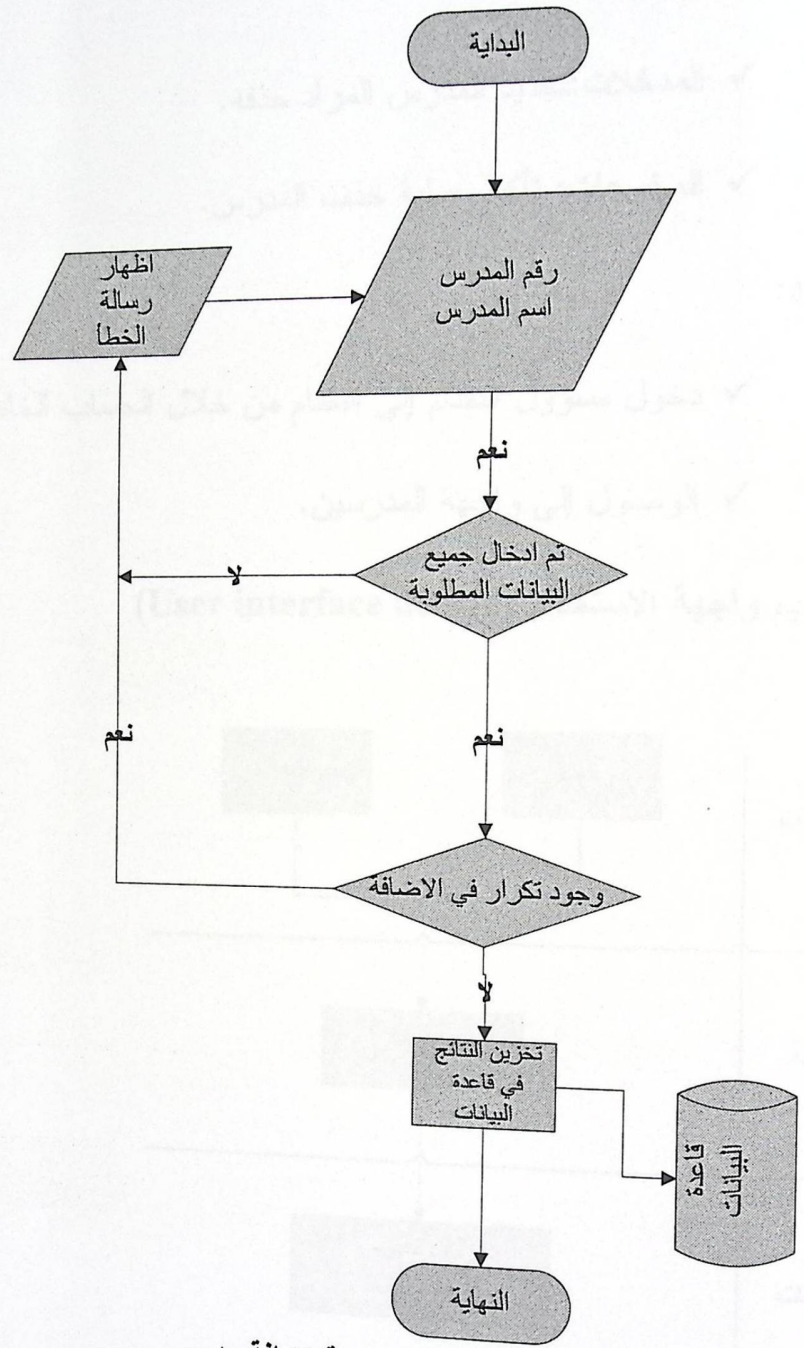 البداية
رقم المدرس
اسم المدرس
اظهار
رسالة
الخطأ
نعم
تم ادخال جميع
البيانات المطلوبة
لا
نعم
نعم
وجود تكرار في الاضافة
لا
تخزين النتائج
في قاعدة
البيانات
قاعدة
البيانات
النهاية